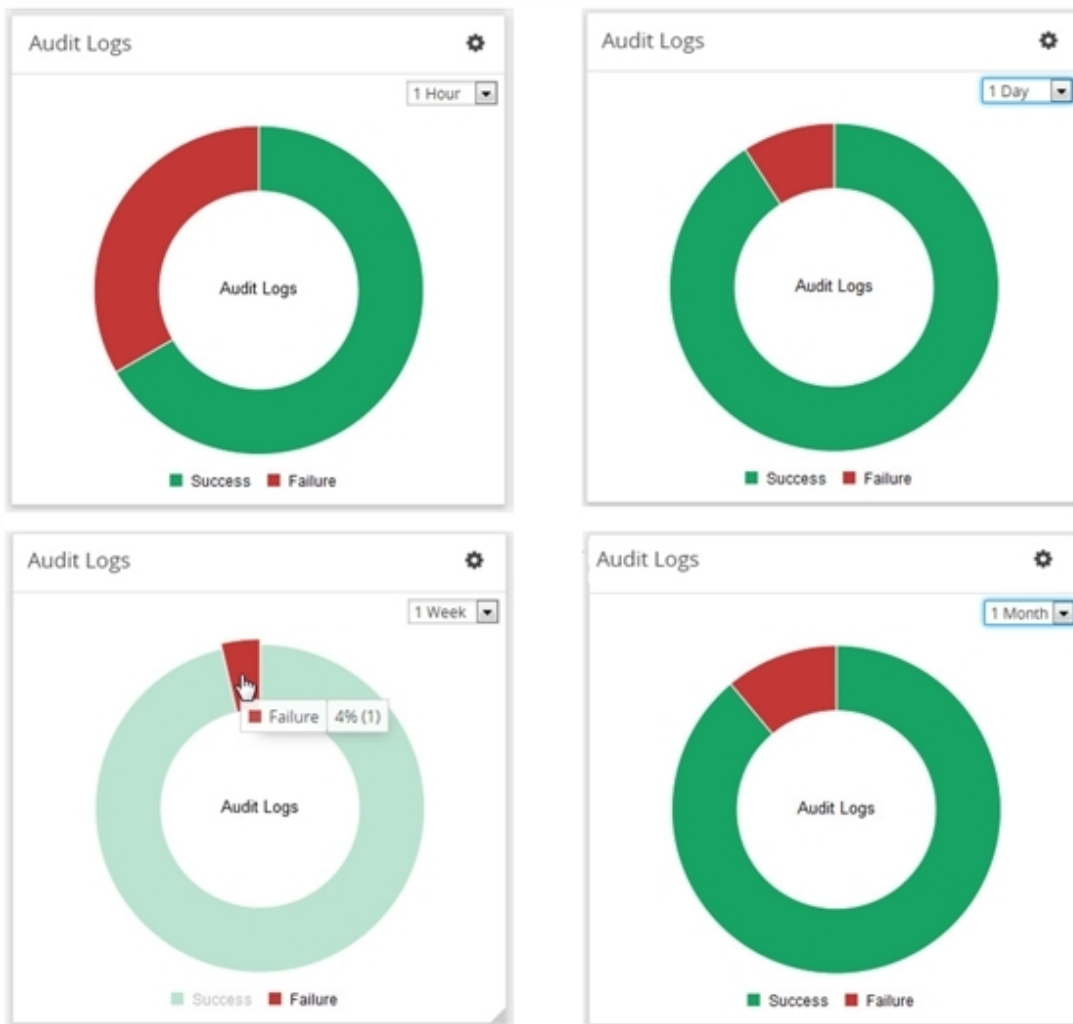 Audit Logs
1 Hour
Audit Logs
Success Failure
Audit Logs
1 Day
Audit Logs
Success Failure
Audit Logs
1 Week
Failure 4% (1)
Audit Logs
Success Failure
Audit Logs
1 Month
Audit Logs
Success Failure